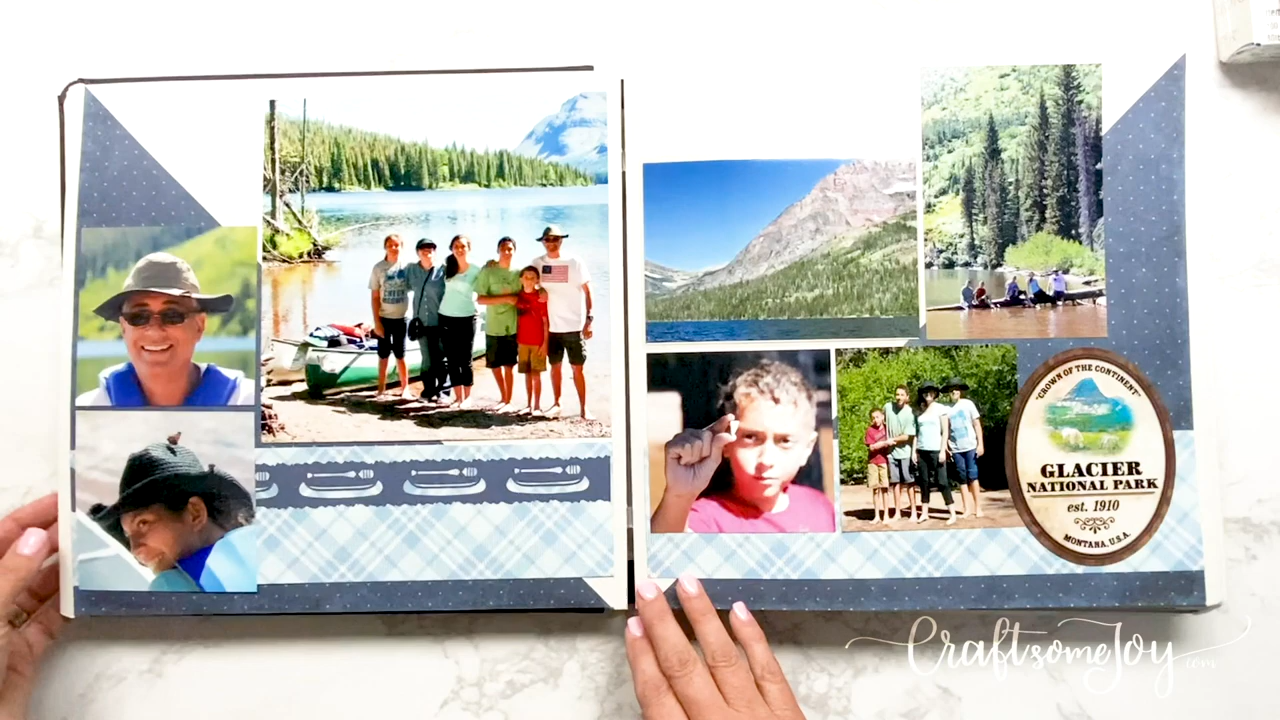 "CROWN OF THE CONTINENT"
GLACIER
NATIONAL PARK
est. 1910
MONTANA, U.S.A.
CraftsomeJoy.com